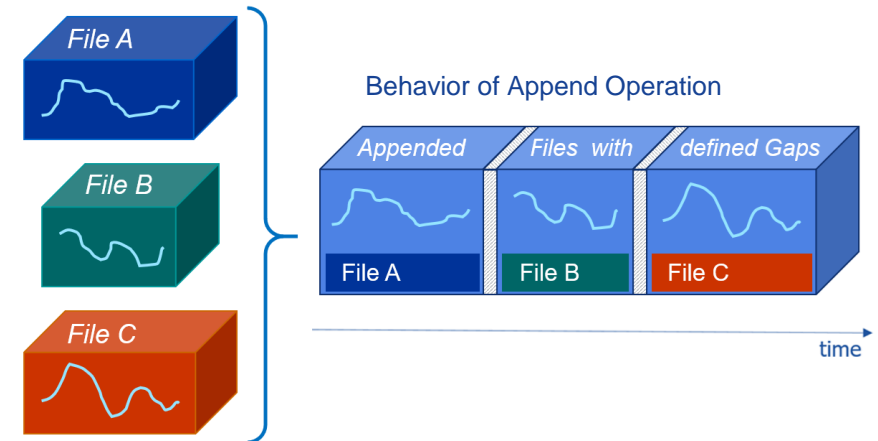 File A
File B
File C
Behavior of Append Operation
Appended Files with defined Gaps
File A File B File C
time